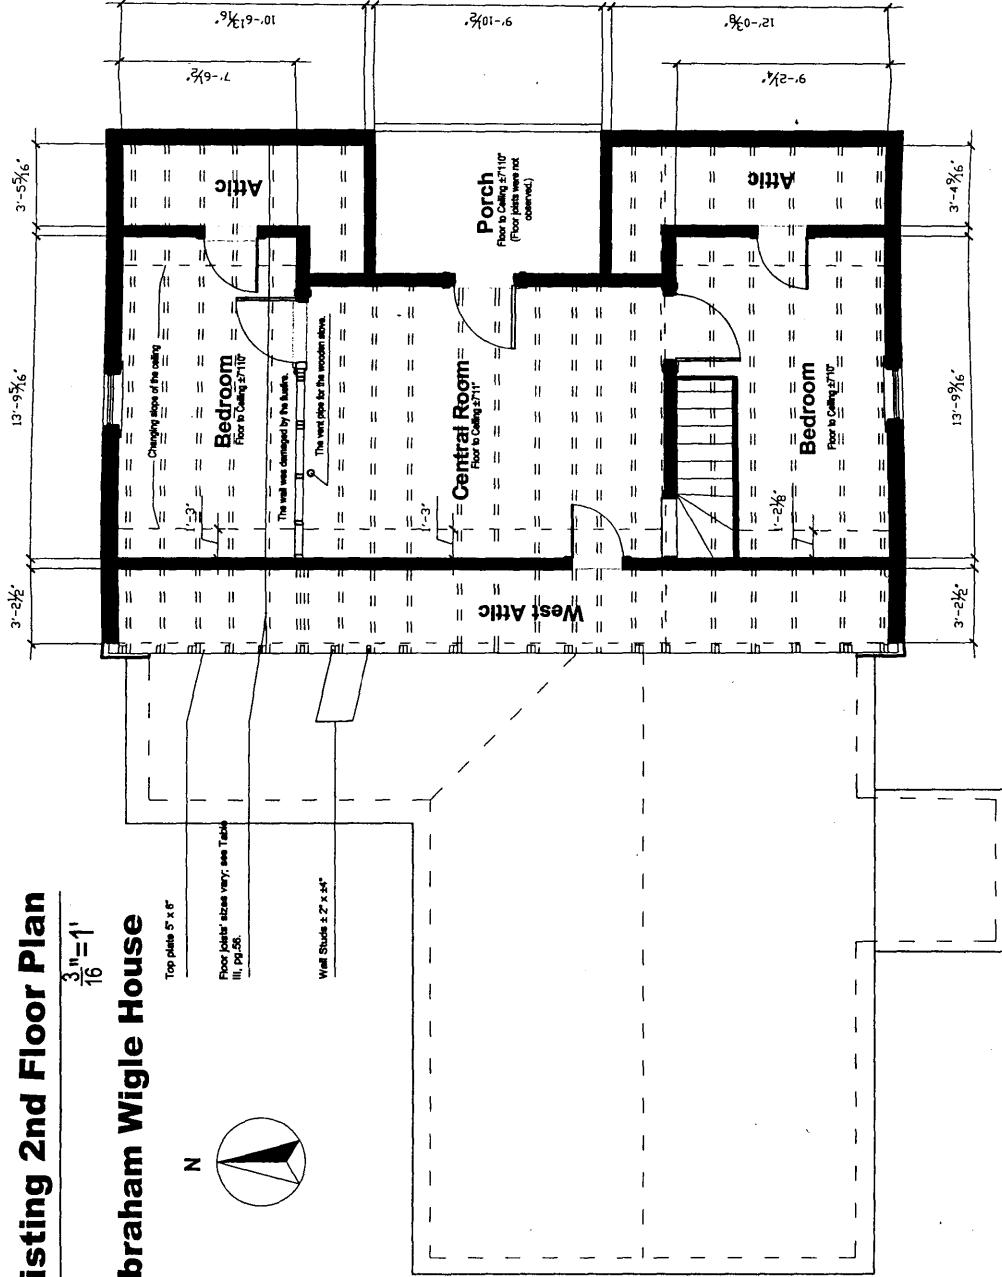 isting 2nd Floor Plan
3"
16 =1'
braham Wigle House
N
Top plate 5" x 6"
Floor joists' sizes vary; see Table
III, pg.56.
Wall Studs ± 2" x ±4"
3'-2½"
13'-9⁵⁄₁₆"
3'-5⁵⁄₁₆"
7'-6½"
10'-6¹³⁄₁₆"
9'-10½"
12'-0⅜"
9'-2¼"
3'-4⁹⁄₁₆"
13'-9⁹⁄₁₆"
3'-2½"
Attic
Changing slope of the ceiling
Bedroom
Floor to Ceiling ±7'10"
The wall was damaged by the fuelfire.
The vent pipe for the wooden stove.
1'-3"
Porch
Floor to Ceiling ±7'10"
(Floor joists were not
observed.)
Central Room
Floor to Ceiling ±7'11"
1'-3"
Attic
Bedroom
Floor to Ceiling ±7'10"
1'-2⅛"
West Attic